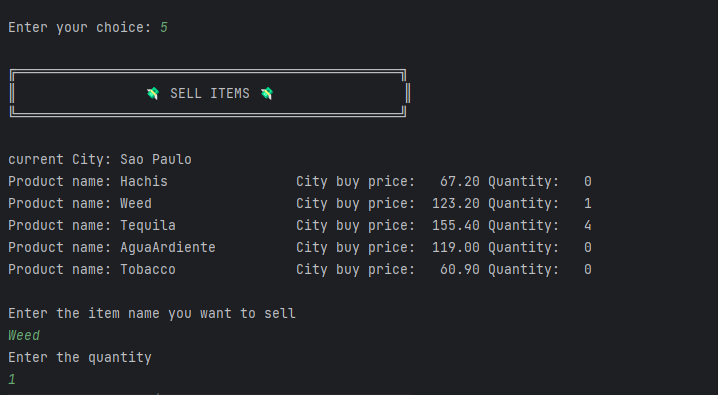 Enter your choice: 5
💸 SELL ITEMS 💸
current City: Sao Paulo
Product name: Hachis City buy price: 67.20 Quantity: 0
Product name: Weed City buy price: 123.20 Quantity: 1
Product name: Tequila City buy price: 155.40 Quantity: 4
Product name: AguaArdiente City buy price: 119.00 Quantity: 0
Product name: Tobacco City buy price: 60.90 Quantity: 0
Enter the item name you want to sell
Weed
Enter the quantity
1